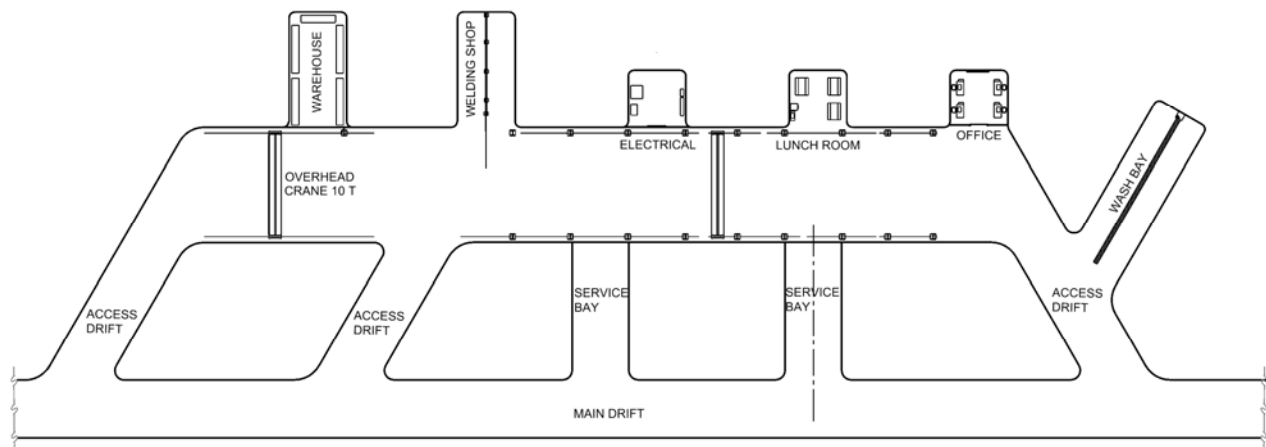 WAREHOUSE
WELDING SHOP
ELECTRICAL
LUNCH ROOM
OFFICE
WASH BAY
OVERHEAD
CRANE 10 T
ACCESS
DRIFT
ACCESS
DRIFT
SERVICE
BAY
SERVICE
BAY
ACCESS
DRIFT
MAIN DRIFT